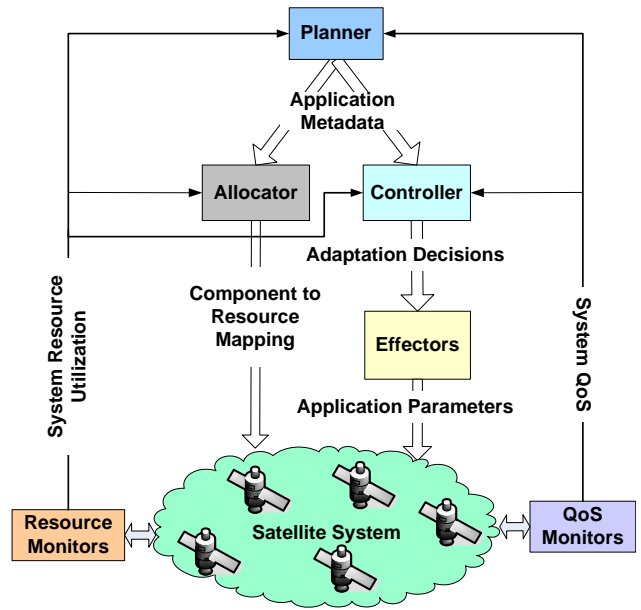 Planner
Application
Metadata
Allocator
Controller
Adaptation Decisions
Component to
Resource
Mapping
Effectors
Application Parameters
System Resource
Utilization
System QoS
Resource
Monitors
Satellite System
QoS
Monitors